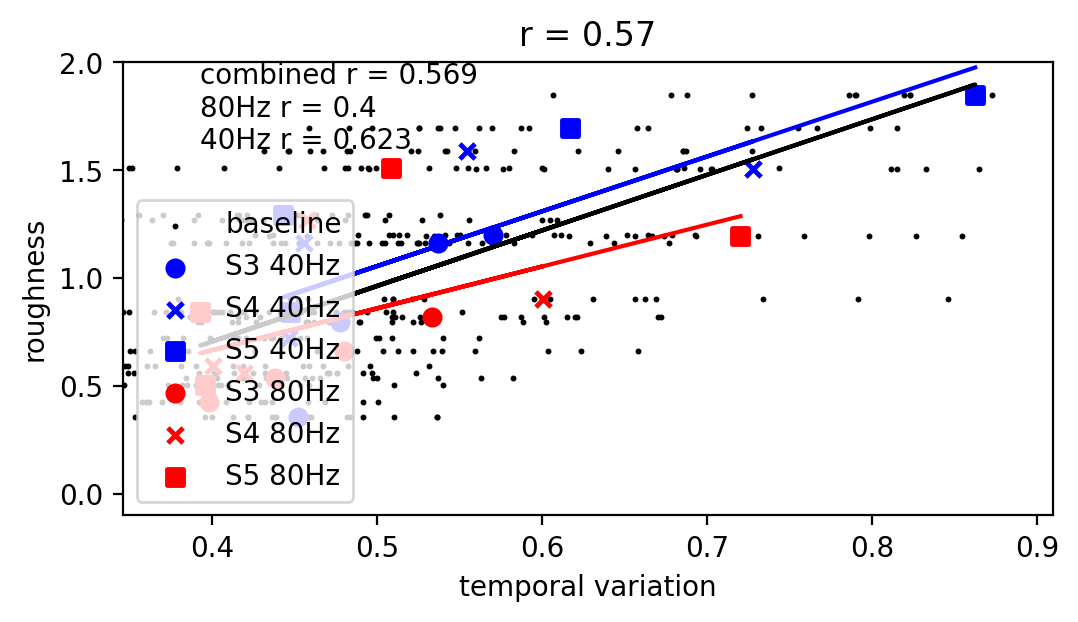 r = 0.57
combined r = 0.569
80Hz r = 0.4
40Hz r = 0.623
roughness
2.0
1.5
1.0
0.5
0.0
baseline
S3 40Hz
S4 40Hz
S5 40Hz
S3 80Hz
S4 80Hz
S5 80Hz
0.4 0.5 0.6 0.7 0.8 0.9
temporal variation